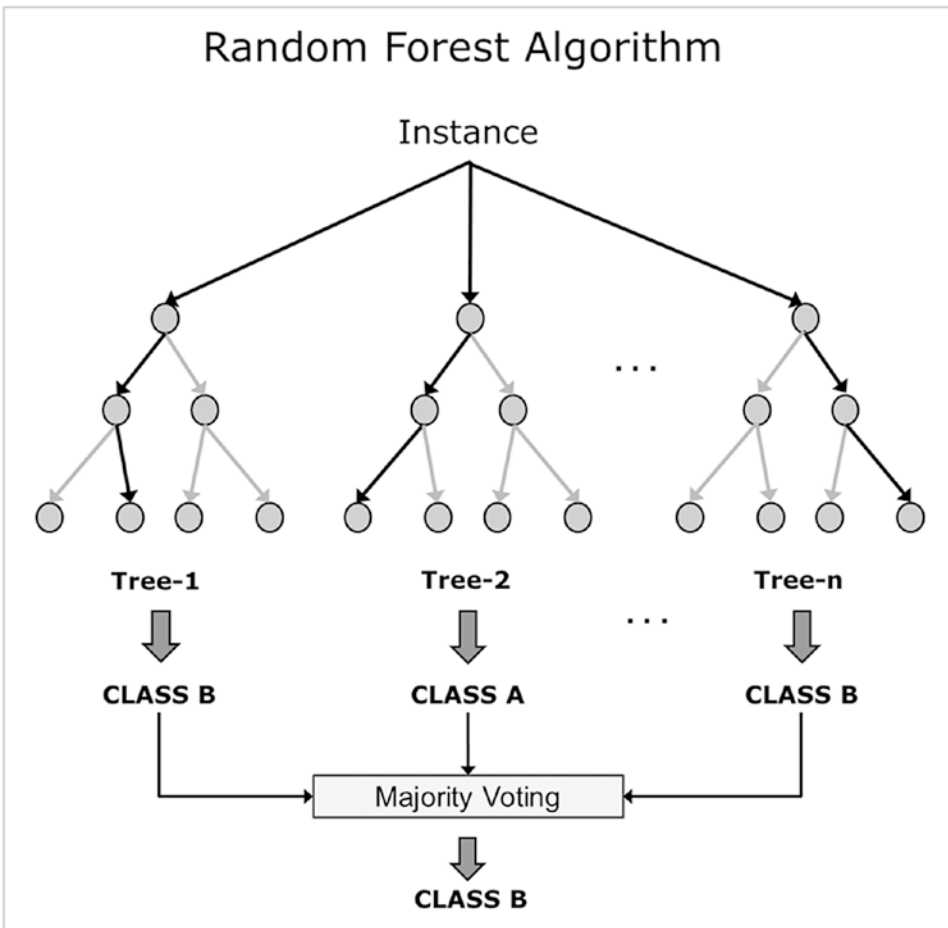 Random Forest Algorithm
Instance
...
Tree-1 Tree-2 Tree-n
...
CLASS B CLASS A CLASS B
Majority Voting
CLASS B